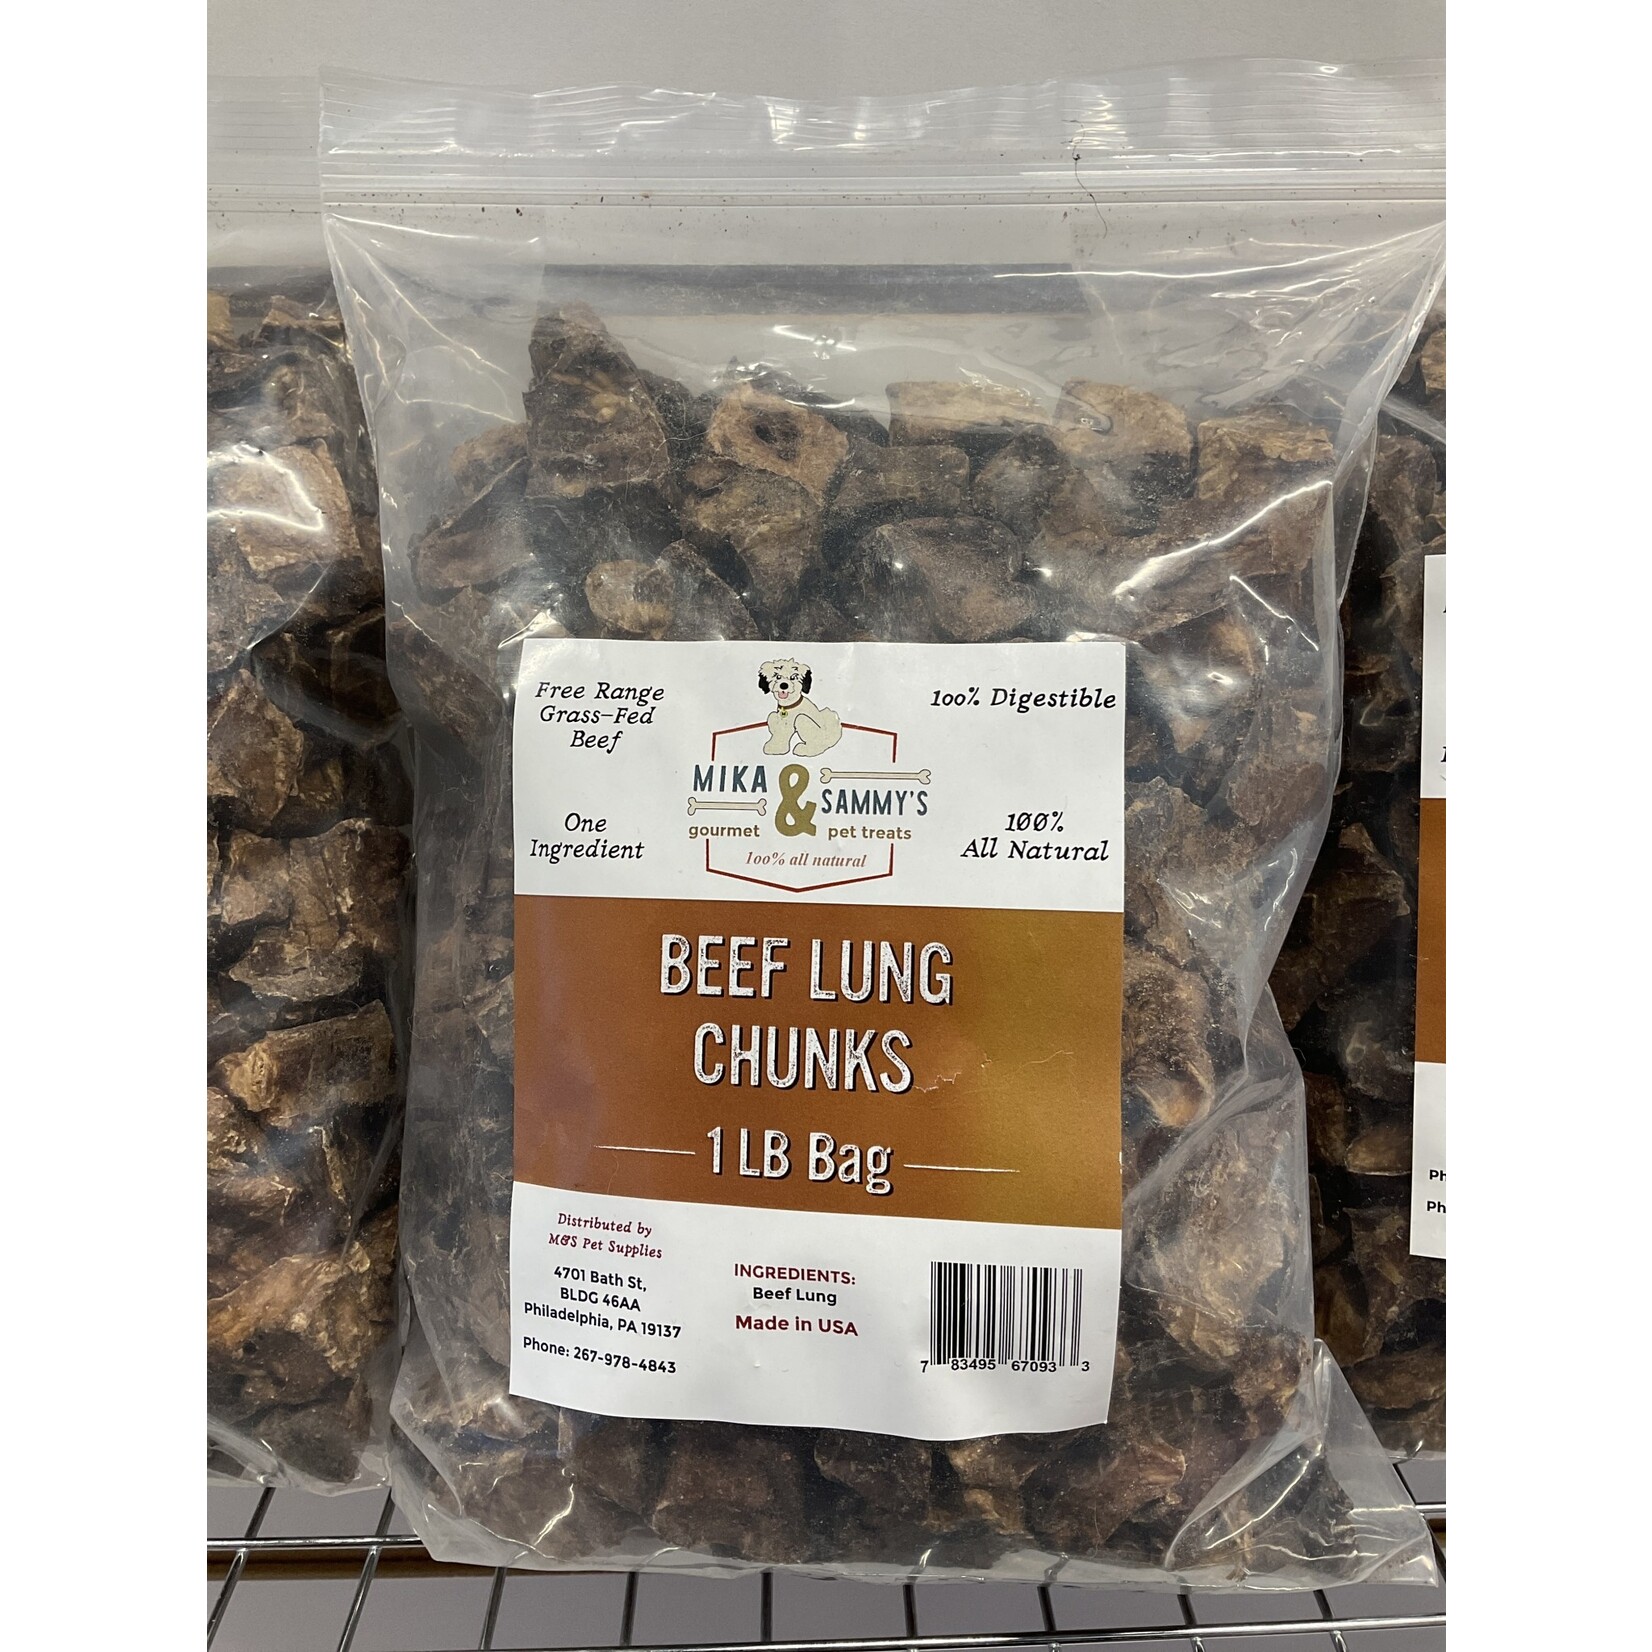 Free Range
Grass-Fed
Beef
100% Digestible
MIKA & SAMMY'S
gourmet pet treats
100% all natural
One
Ingredient
100%
All Natural
BEEF LUNG
CHUNKS
1 LB Bag
Distributed by
M&S Pet Supplies
4701 Bath St,
BLDG 46AA
Philadelphia, PA 19137
Phone: 267-978-4843
INGREDIENTS:
Beef Lung
Made in USA
7 83495 67093 3
Ph
Ph